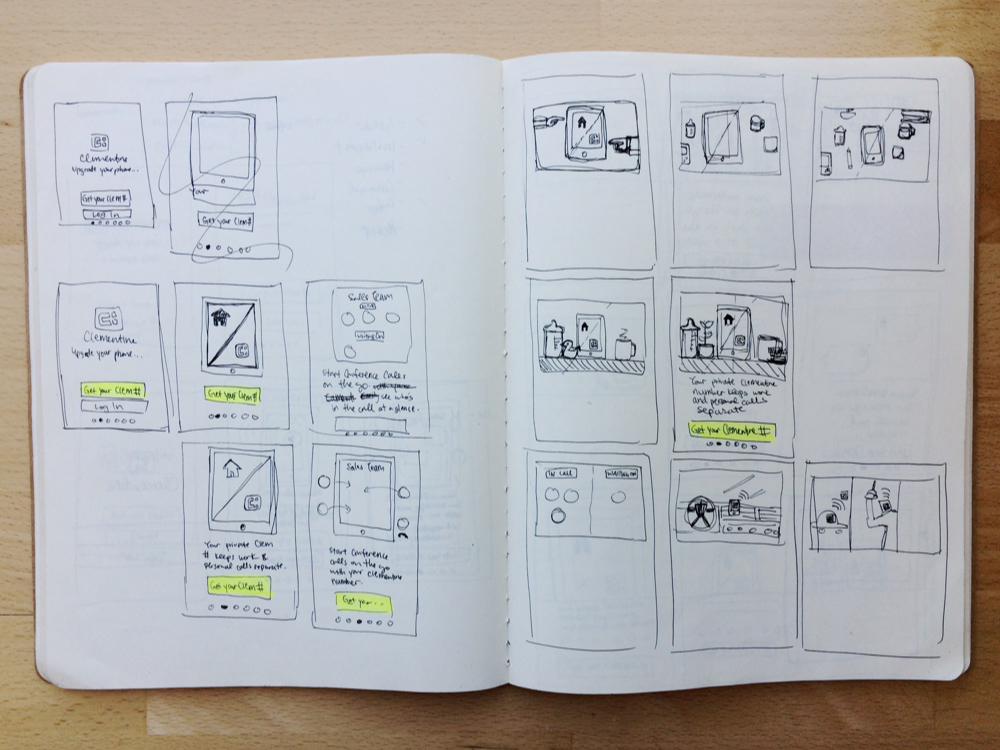 Clementine
Upgrade your phone...
Get your Clem #
Log In
Your
Get your Clem #
Clementine
Upgrade your phone...
Get your Clem #
Log In
Get your Clem #
Sales Team
Start Conference Calls
on the go
see who's
in the call at a glance.
Your private Clem
# keeps work &
personal calls separate.
Get your Clem #
Sales Team
Start Conference
calls on the go
with your Clementine
number.
Get your...
Your private Clementine
number keeps work
and personal calls
separate
Get your Clementine #
In Call